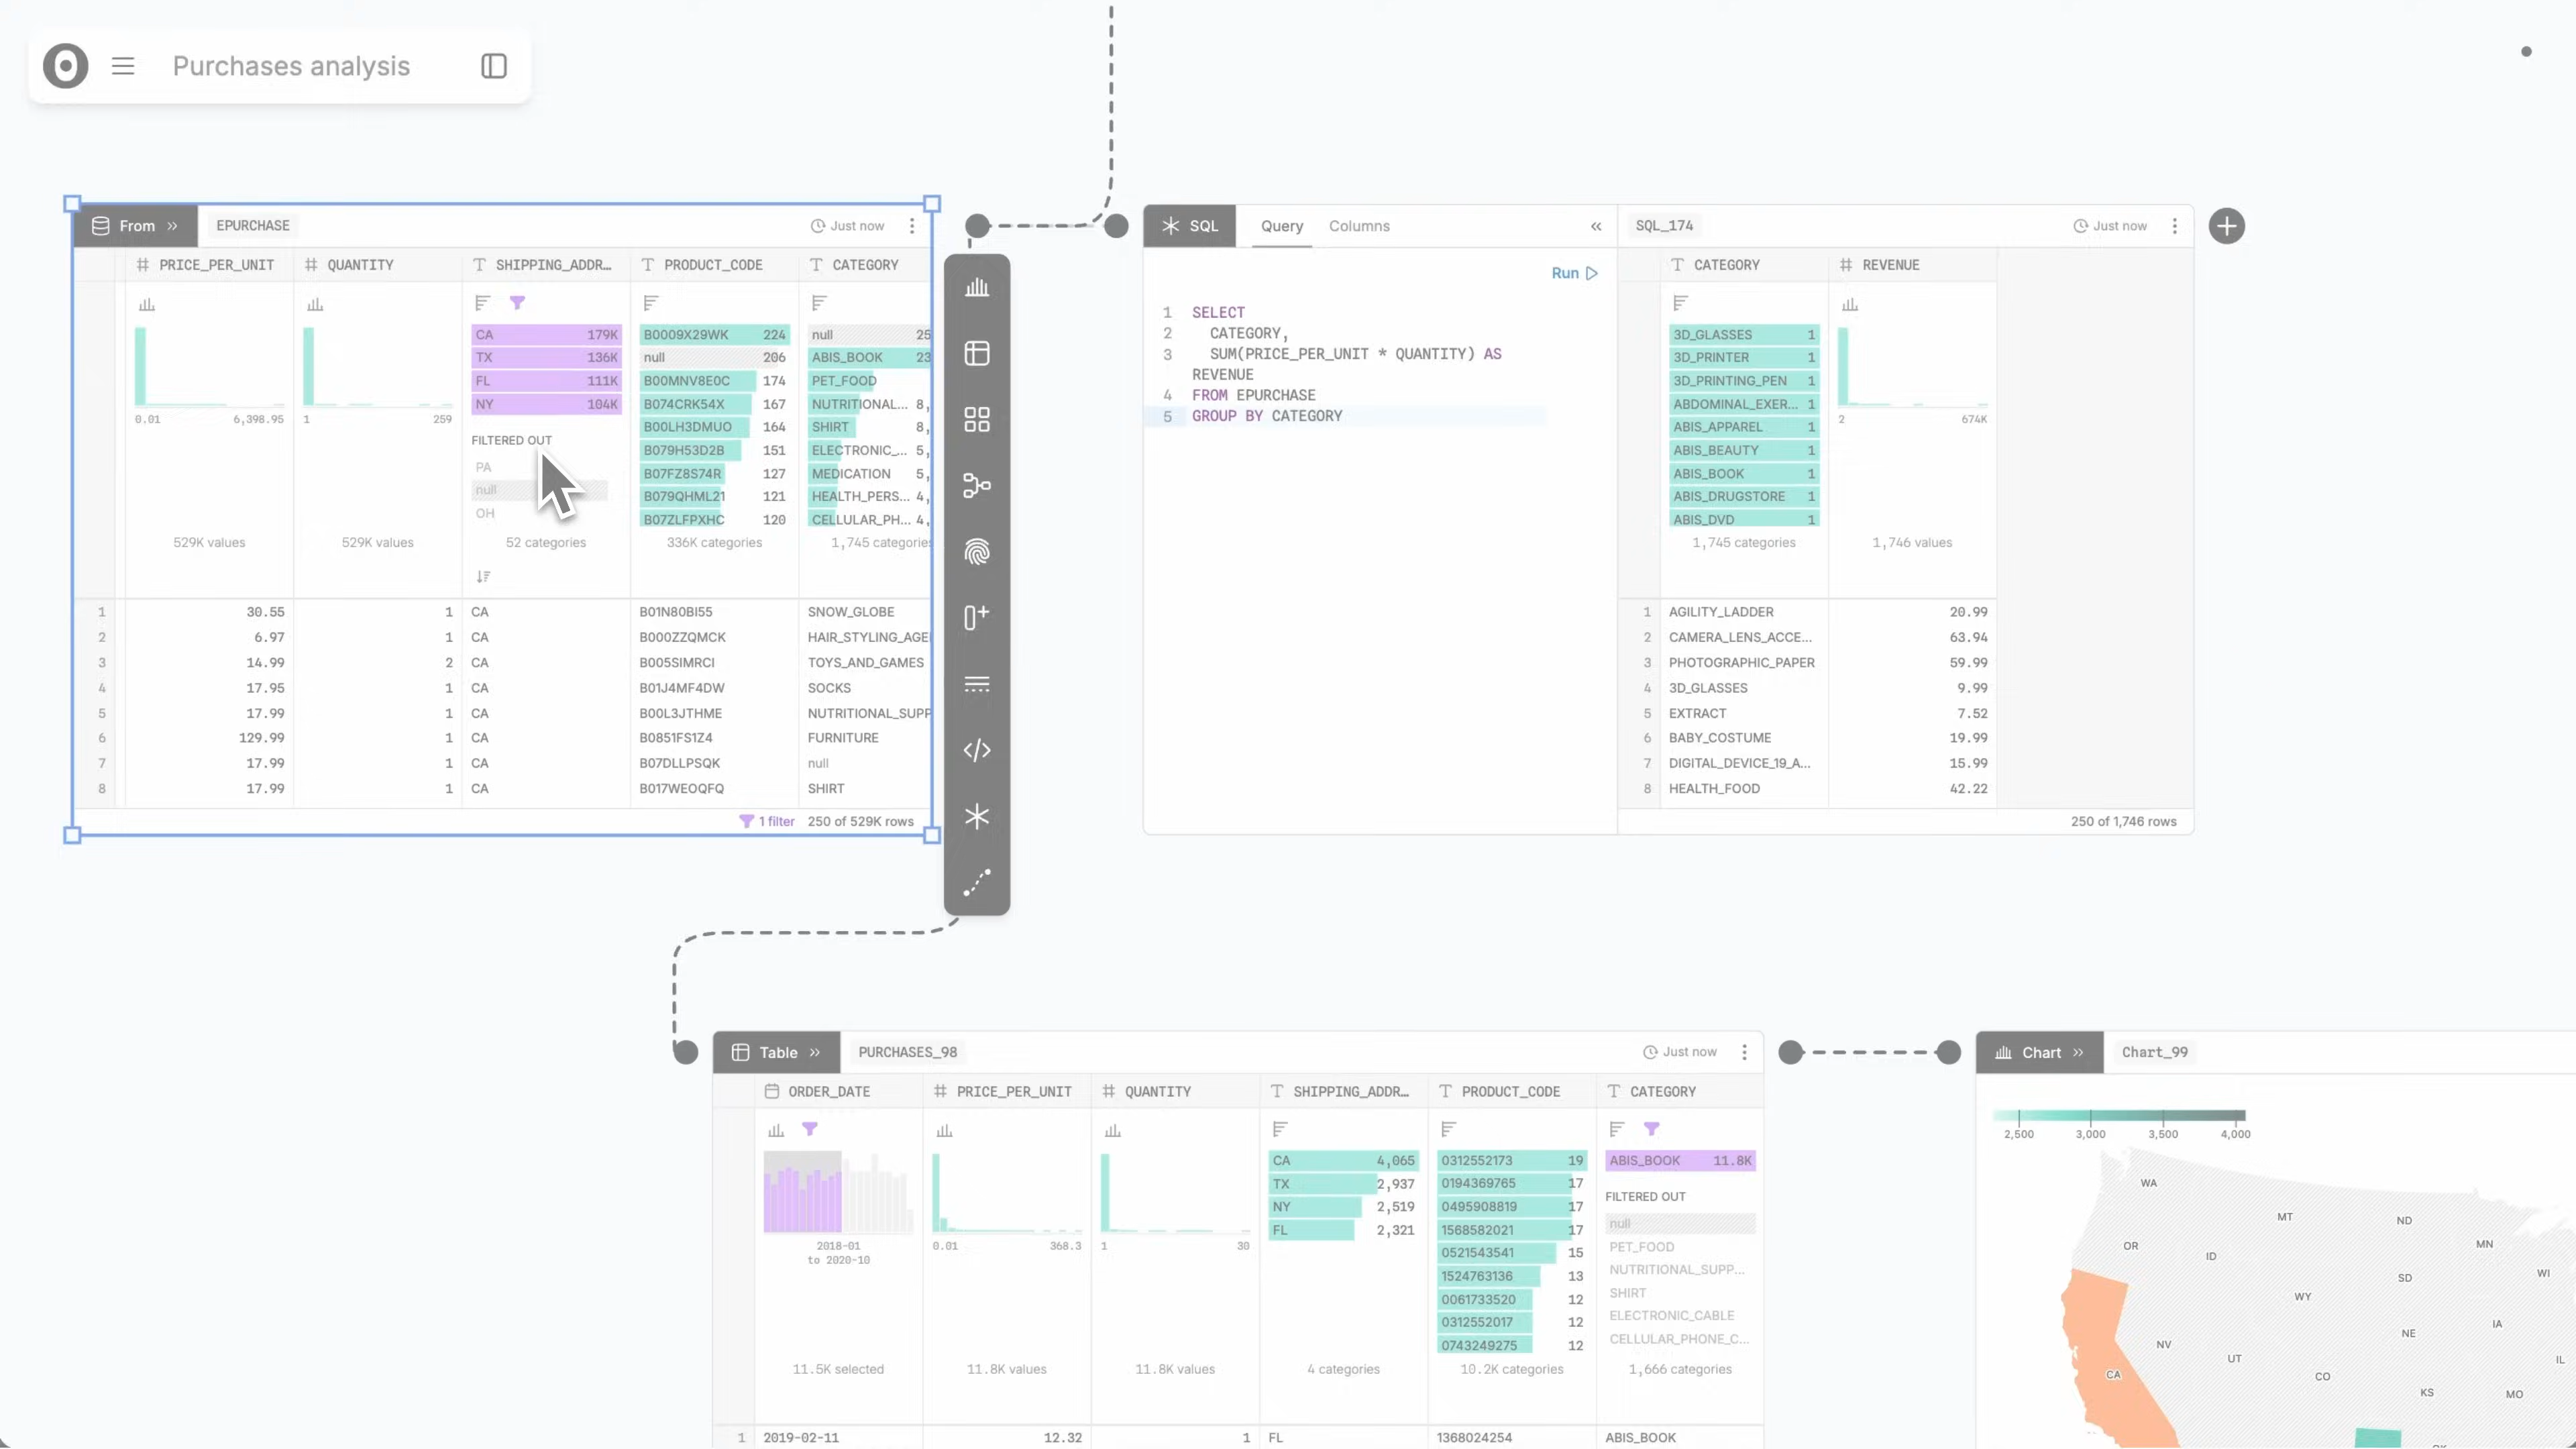 Purchases analysis
From »
EPURCHASE
Just now
PRICE_PER_UNIT
QUANTITY
SHIPPING_ADDR...
PRODUCT_CODE
CATEGORY
0.01 6,398.95
529K values
1 259
529K values
CA 179K
TX 136K
FL 111K
NY 104K
FILTERED OUT
PA
null
OH
52 categories
B0009X29WK 224
null 206
B00MNV8E0C 174
B074CRK54X 167
B00LH3DMUO 164
B079H53D2B 151
B07FZ8S74R 127
B079QHML21 121
B07ZLFPXHC 120
336K categories
null 25
ABIS_BOOK 23
PET_FOOD
NUTRITIONAL... 8,
SHIRT 8,
ELECTRONIC_... 5,
MEDICATION 5,
HEALTH_PERS... 4,
CELLULAR_PH... 4,
1,745 categories
1 30.55 1 CA B01N80BI55 SNOW_GLOBE
2 6.97 1 CA B000ZZQMCK HAIR_STYLING_AGE
3 14.99 2 CA B005SIMRCI TOYS_AND_GAMES
4 17.95 1 CA B01J4MF4DW SOCKS
5 17.99 1 CA B00L3JTHME NUTRITIONAL_SUPP
6 129.99 1 CA B0851FS1Z4 FURNITURE
7 17.99 1 CA B07DLLPSQK null
8 17.99 1 CA B017WEOQFQ SHIRT
1 filter 250 of 529K rows
SQL
Query
Columns
«
Run
1 SELECT
2 CATEGORY,
3 SUM(PRICE_PER_UNIT * QUANTITY) AS
REVENUE
4 FROM EPURCHASE
5 GROUP BY CATEGORY
SQL_174
Just now
CATEGORY
REVENUE
3D_GLASSES 1
3D_PRINTER 1
3D_PRINTING_PEN 1
ABDOMINAL_EXER... 1
ABIS_APPAREL 1
ABIS_BEAUTY 1
ABIS_BOOK 1
ABIS_DRUGSTORE 1
ABIS_DVD 1
1,745 categories
2 674K
1,746 values
1 AGILITY_LADDER 20.99
2 CAMERA_LENS_ACCE... 63.94
3 PHOTOGRAPHIC_PAPER 59.99
4 3D_GLASSES 9.99
5 EXTRACT 7.52
6 BABY_COSTUME 19.99
7 DIGITAL_DEVICE_19_A... 15.99
8 HEALTH_FOOD 42.22
250 of 1,746 rows
Table »
PURCHASES_98
Just now
ORDER_DATE
PRICE_PER_UNIT
QUANTITY
SHIPPING_ADDR...
PRODUCT_CODE
CATEGORY
2018-01
to 2020-10
11.5K selected
0.01 368.3
11.8K values
1 30
11.8K values
CA 4,065
TX 2,937
NY 2,519
FL 2,321
4 categories
0312552173 19
0194369765 17
0495908819 17
1568582021 17
0521543541 15
1524763136 13
0061733520 12
0312552017 12
0743249275 12
10.2K categories
ABIS_BOOK 11.8K
FILTERED OUT
null
PET_FOOD
NUTRITIONAL_SUPP...
SHIRT
ELECTRONIC_CABLE
CELLULAR_PHONE_C...
1,666 categories
1 2019-02-11 12.32 1 FL 1368024254 ABIS_BOOK
Chart »
Chart_99
2,500 3,000 3,500 4,000
WA
MT
ND
OR
ID
MN
SD
WI
WY
IA
NE
NV
UT
IL
CO
CA
KS
MO